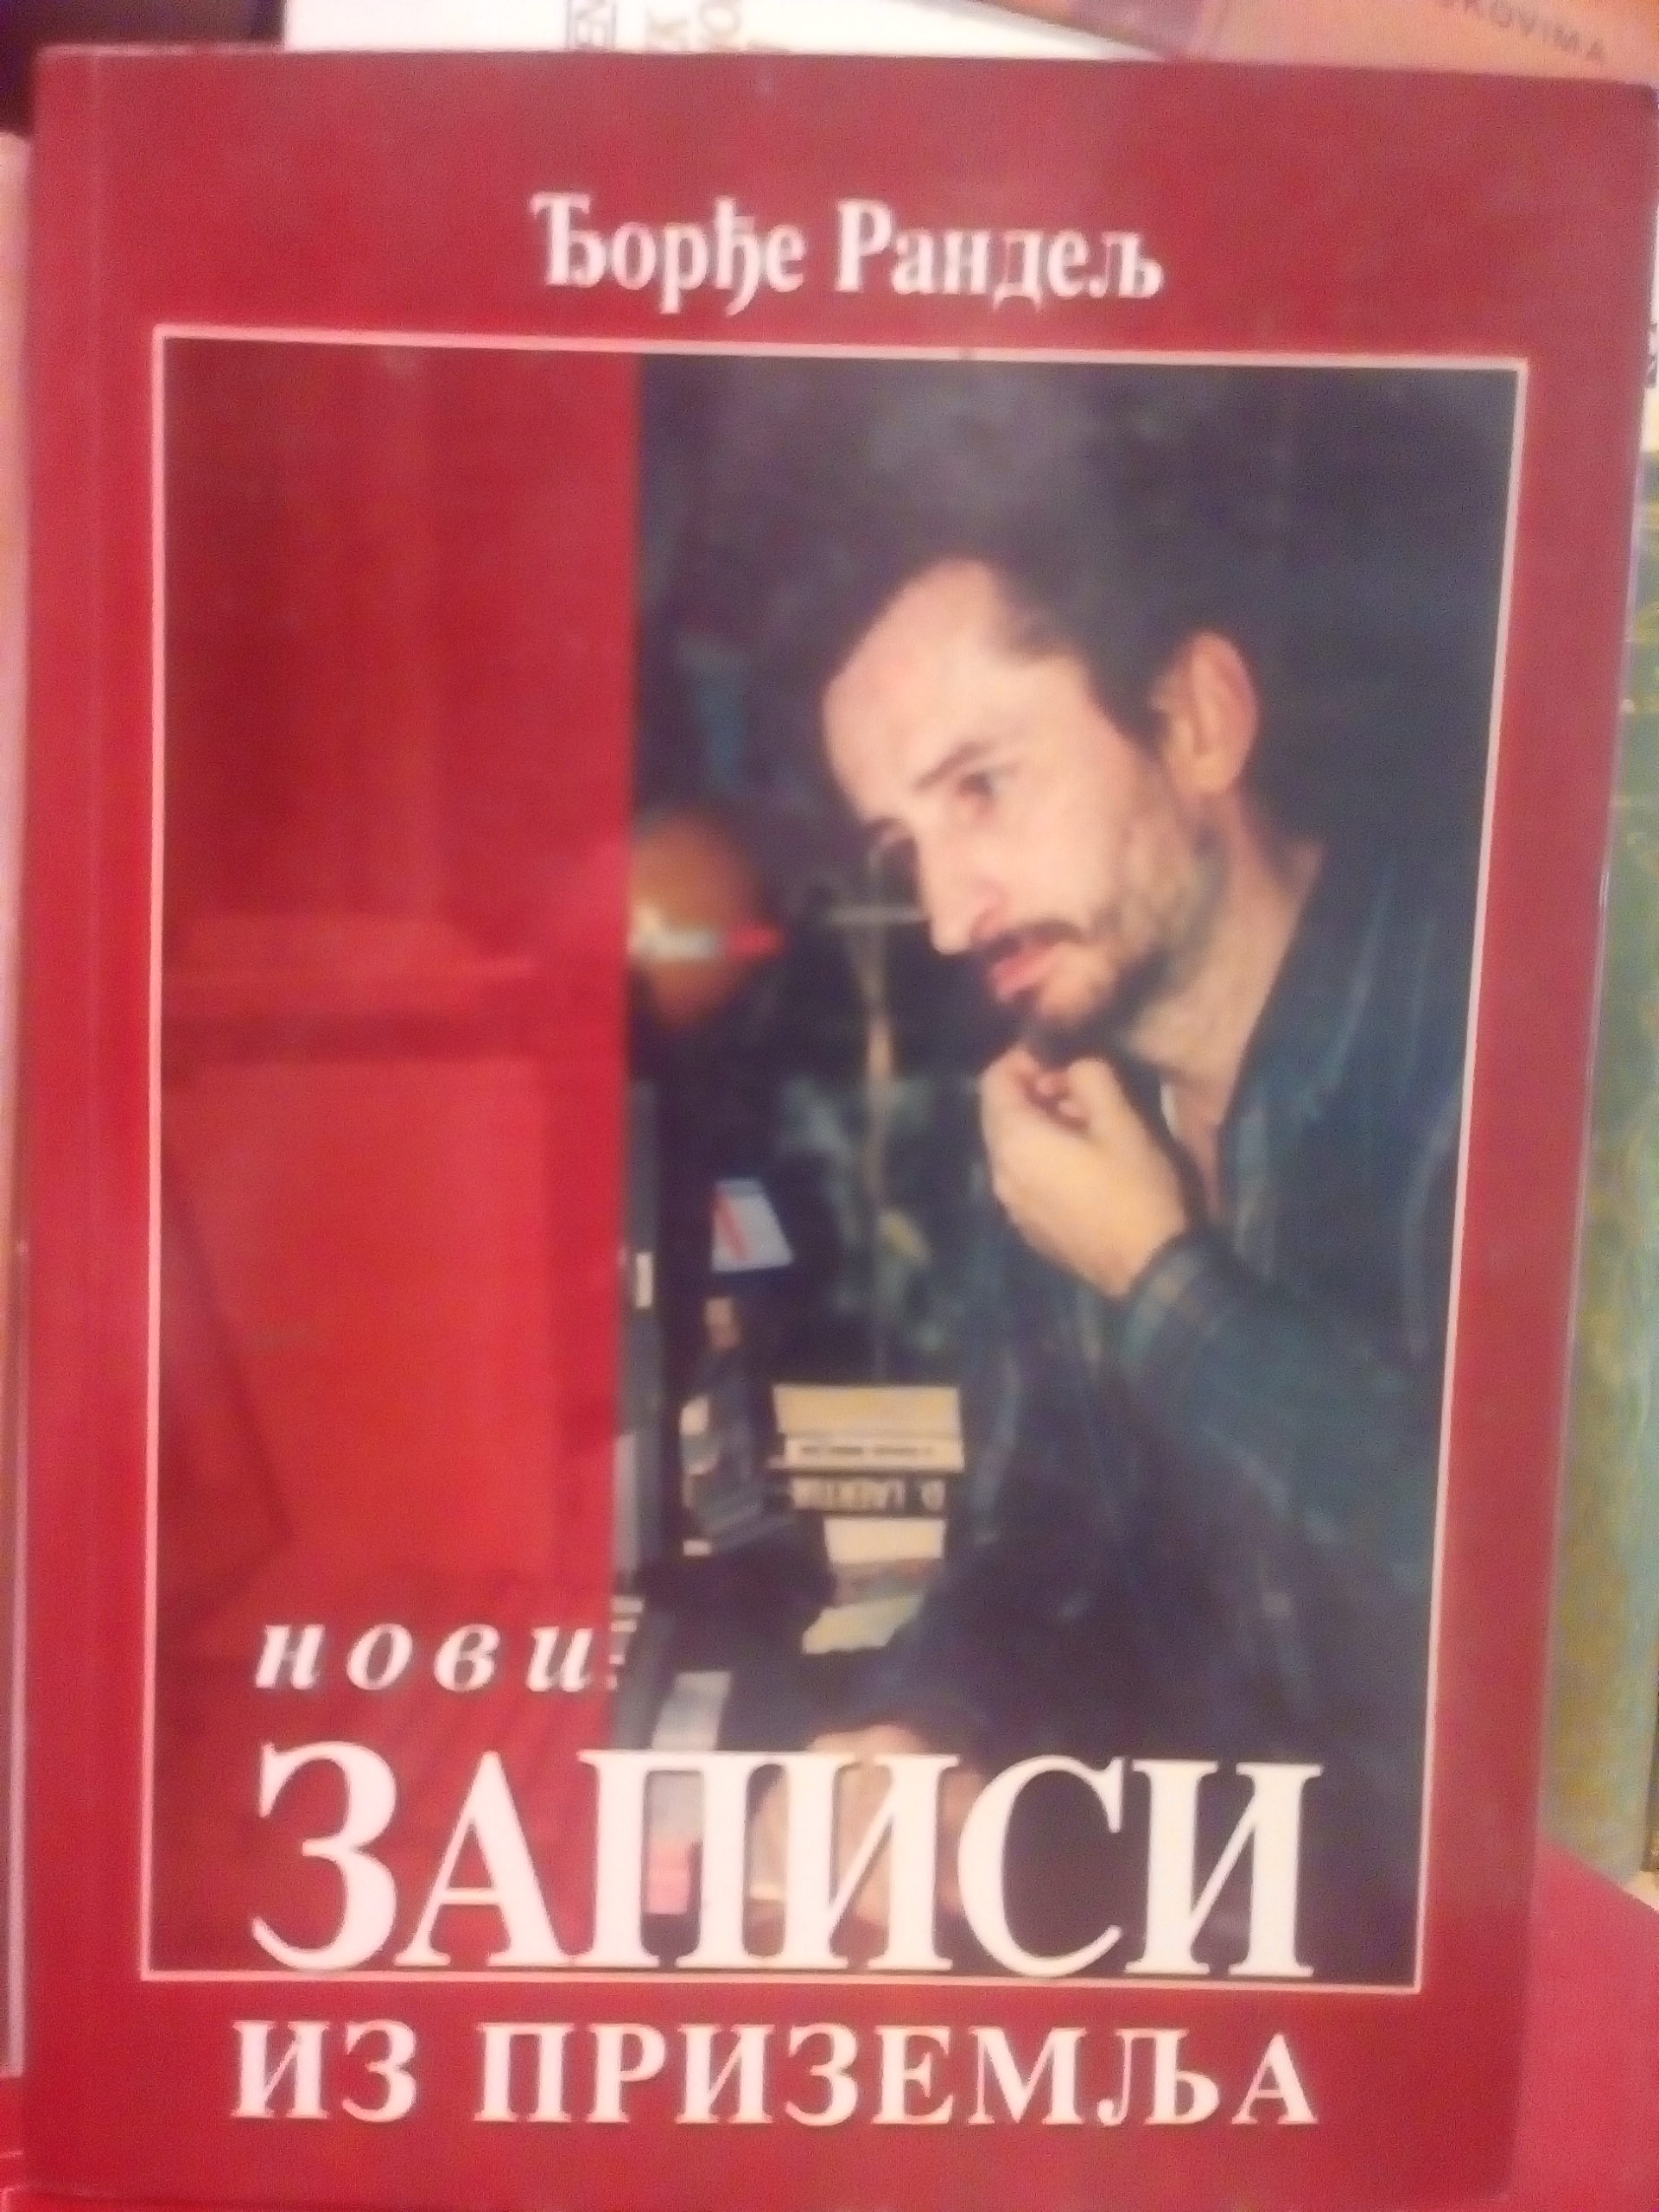 Ђорђе Рандељ
нови
ЗАПИСИ
ИЗ ПРИЗЕМЉА